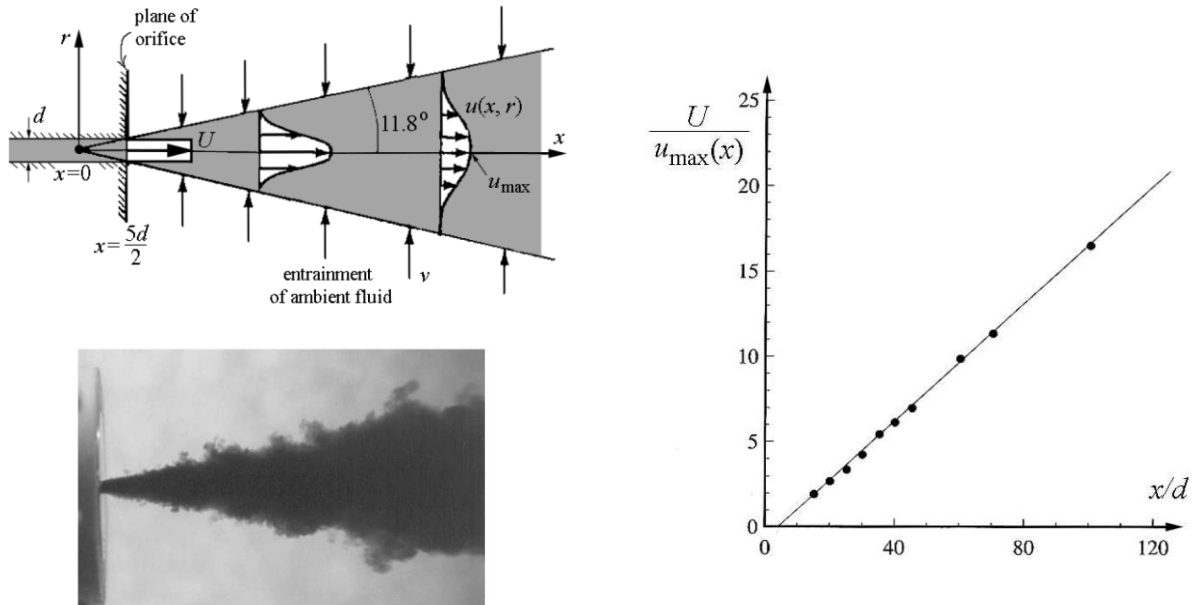 plane of
orifice
r
d
U
11.8°
u(x, r)
x
x=0
u_max
x = 5d/2
entrainment
of ambient fluid
v
U
u_max(x)
25
20
15
10
5
0
0
40
80
120
x/d